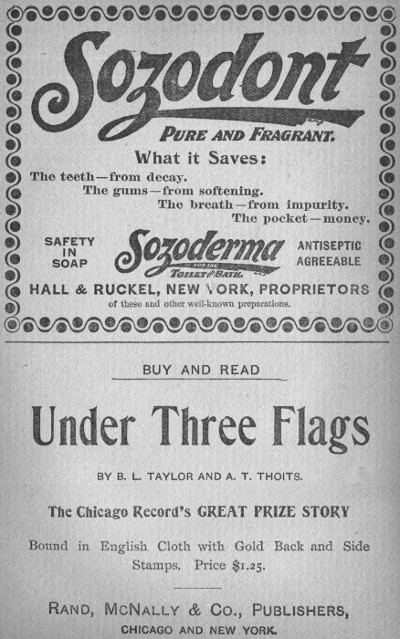 Sozodont
PURE AND FRAGRANT.
What it Saves:
The teeth—from decay.
The gums—from softening.
The breath—from impurity.
The pocket—money.
SAFETY
IN
SOAP
Sozoderma
FOR THE
TOILET AND BATH.
ANTISEPTIC
AGREEABLE
HALL & RUCKEL, NEW YORK, PROPRIETORS
of these and other well-known preparations.
BUY AND READ
Under Three Flags
BY B. L. TAYLOR AND A. T. THOITS.
The Chicago Record's GREAT PRIZE STORY
Bound in English Cloth with Gold Back and Side
Stamps. Price $1.25.
RAND, MCNALLY & CO., PUBLISHERS,
CHICAGO AND NEW YORK.